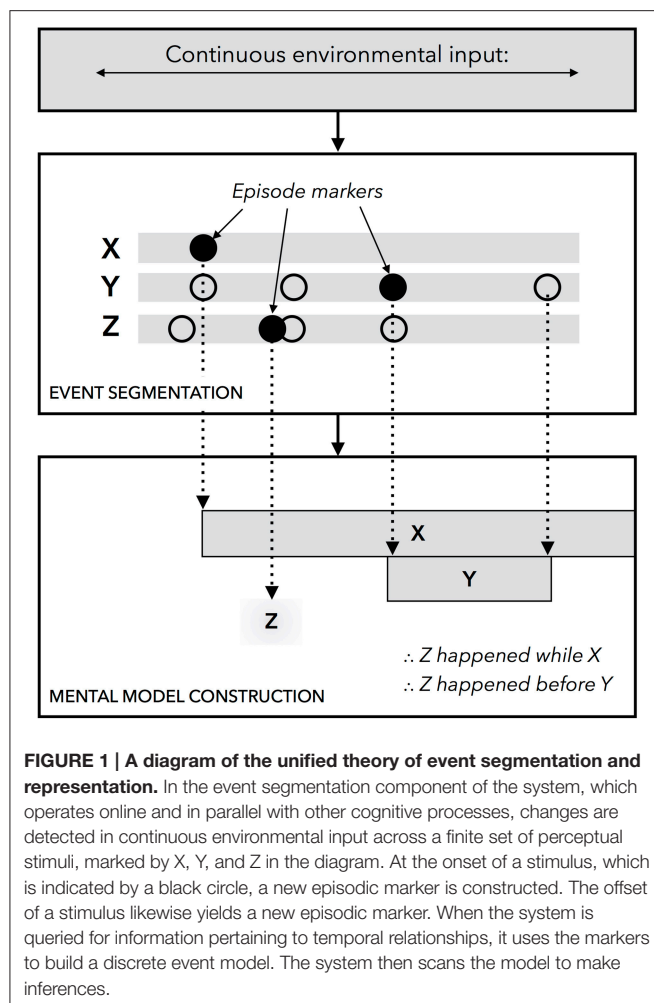 Continuous environmental input:
Episode markers
X
Y
Z
EVENT SEGMENTATION
X
Y
Z
∴ Z happened while X
∴ Z happened before Y
MENTAL MODEL CONSTRUCTION
FIGURE 1 | A diagram of the unified theory of event segmentation and
representation. In the event segmentation component of the system, which
operates online and in parallel with other cognitive processes, changes are
detected in continuous environmental input across a finite set of perceptual
stimuli, marked by X, Y, and Z in the diagram. At the onset of a stimulus, which
is indicated by a black circle, a new episodic marker is constructed. The offset
of a stimulus likewise yields a new episodic marker. When the system is
queried for information pertaining to temporal relationships, it uses the markers
to build a discrete event model. The system then scans the model to make
inferences.